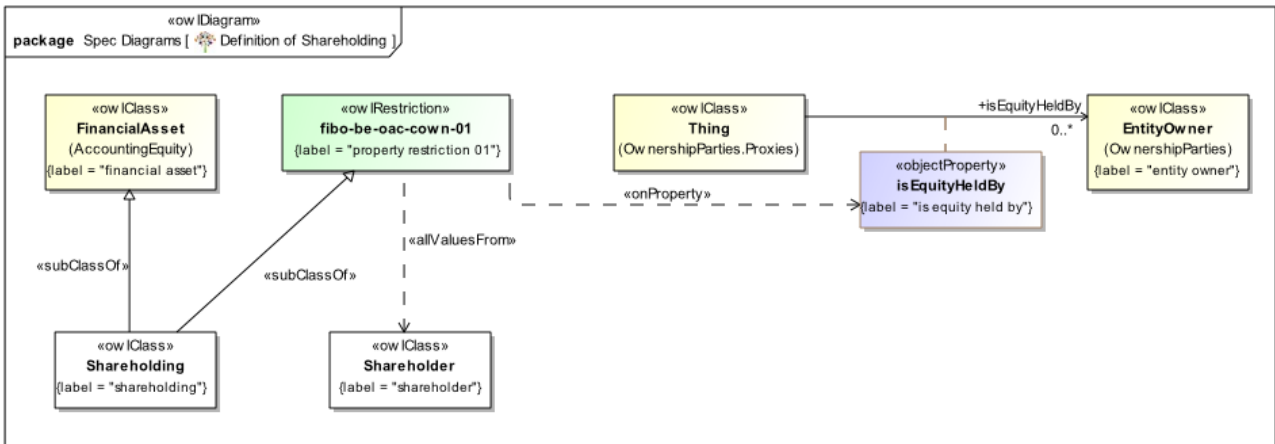 «owlDiagram»
package Spec Diagrams [ Definition of Shareholding ]
«owlClass»
FinancialAsset
(AccountingEquity)
{label = "financial asset"}
«owlRestriction»
fibo-be-oac-cown-01
{label = "property restriction 01"}
«owlClass»
Thing
(OwnershipParties.Proxies)
+isEquityHeldBy
0..*
«owlClass»
EntityOwner
(OwnershipParties)
{label = "entity owner"}
«objectProperty»
isEquityHeldBy
{label = "is equity held by"}
«onProperty»
«allValuesFrom»
«subClassOf»
«subClassOf»
«owlClass»
Shareholding
{label = "shareholding"}
«owlClass»
Shareholder
{label = "shareholder"}